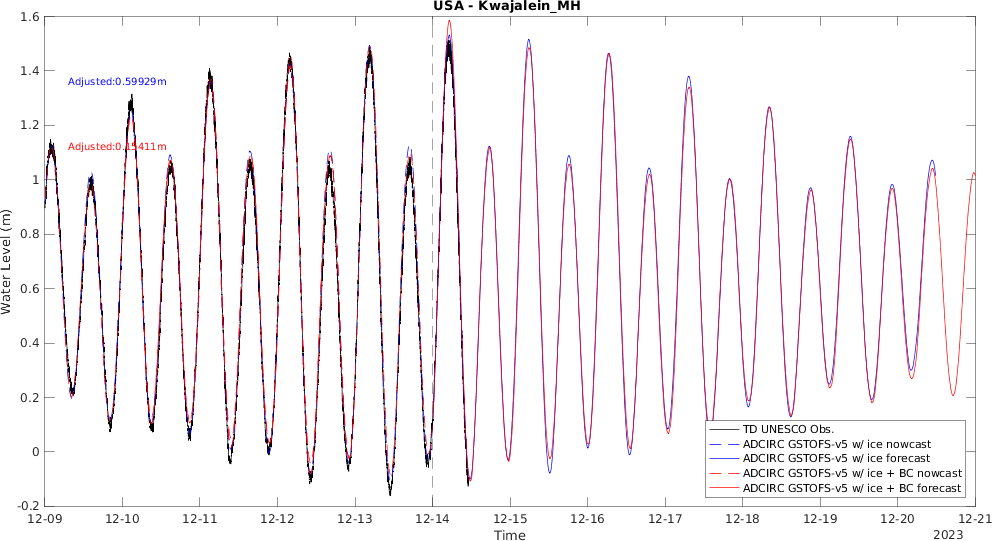 USA - Kwajalein_MH
1.6
1.4
1.2
1
0.8
0.6
0.4
0.2
0
-0.2
Water Level (m)
Adjusted:0.59929m
Adjusted:0.15411m
TD UNESCO Obs.
ADCIRC GSTOFS-v5 w/ ice nowcast
ADCIRC GSTOFS-v5 w/ ice forecast
ADCIRC GSTOFS-v5 w/ ice + BC nowcast
ADCIRC GSTOFS-v5 w/ ice + BC forecast
12-09 12-10 12-11 12-12 12-13 12-14 12-15 12-16 12-17 12-18 12-19 12-20 12-21
Time
2023